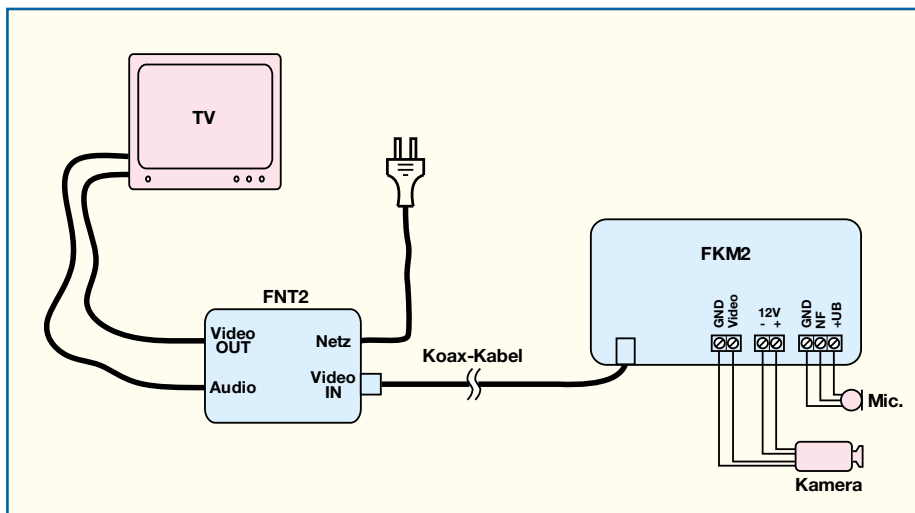 TV
FNT2
Video
OUT
Audio
Netz
Video
IN
Koax-Kabel
FKM2
GND
Video
12V
- +
GND
NF
+UB
Mic.
Kamera